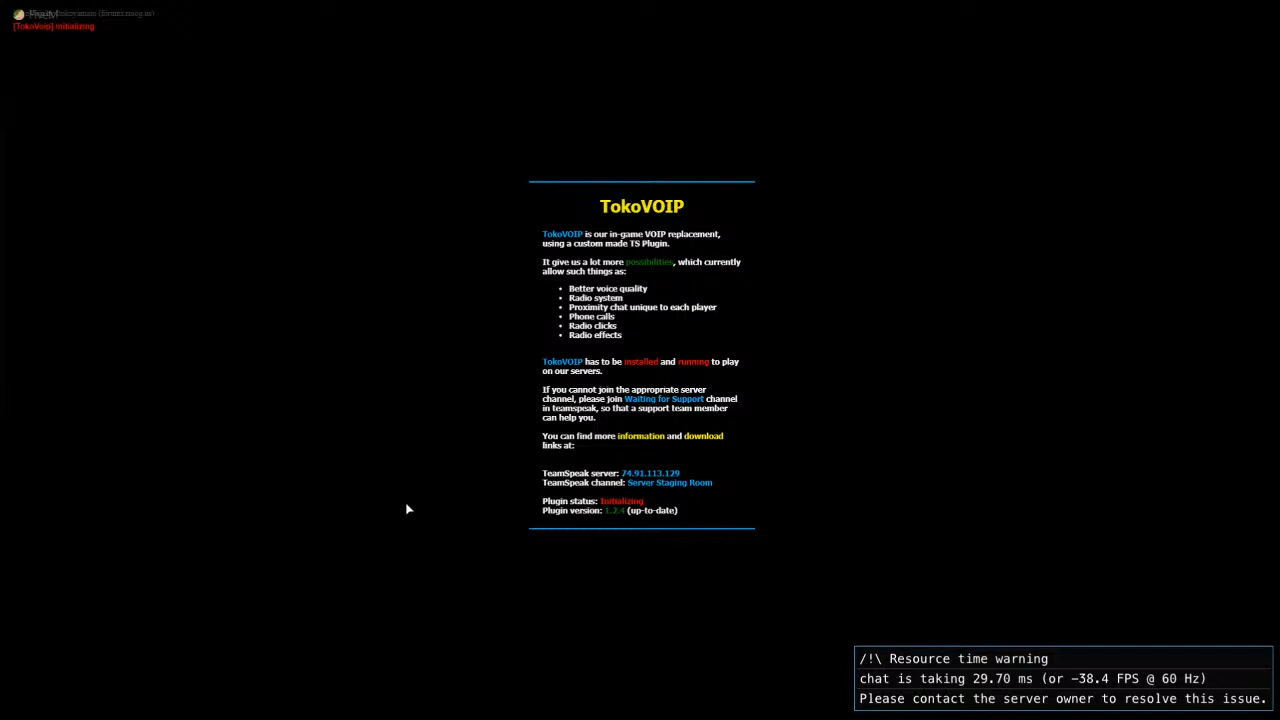 FiveM
(forums.nscg.us)
[TokoVoip] Initializing
TokoVOIP
TokoVOIP is our in-game VOIP replacement,
using a custom made TS Plugin.
It give us a lot more possibilities, which currently
allow such things as:
• Better voice quality
• Radio system
• Proximity chat unique to each player
• Phone calls
• Radio clicks
• Radio effects
TokoVOIP has to be installed and running to play
on our servers.
If you cannot join the appropriate server
channel, please join Waiting for Support channel
in teamspeak, so that a support team member
can help you.
You can find more information and download
links at:
TeamSpeak server: 74.91.113.129
TeamSpeak channel: Server Staging Room
Plugin status: Initializing
Plugin version: 1.2.4 (up-to-date)
/!\ Resource time warning
chat is taking 29.70 ms (or -38.4 FPS @ 60 Hz)
Please contact the server owner to resolve this issue.